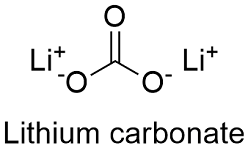 O
Li+ -O O- Li+
Lithium carbonate